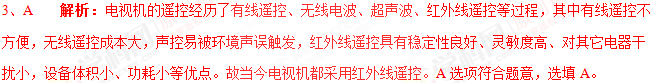 3、A 解析：电视机的遥控经历了有线遥控、无线电波、超声波、红外线遥控等过程，其中有线遥控不
方便，无线遥控成本大，声控易被环境声误触发，红外线遥控具有稳定性良好、灵敏度高、对其它电器干
扰小，设备体积小、功耗小等优点。故当今电视机都采用红外线遥控。A 选项符合题意，选填 A。